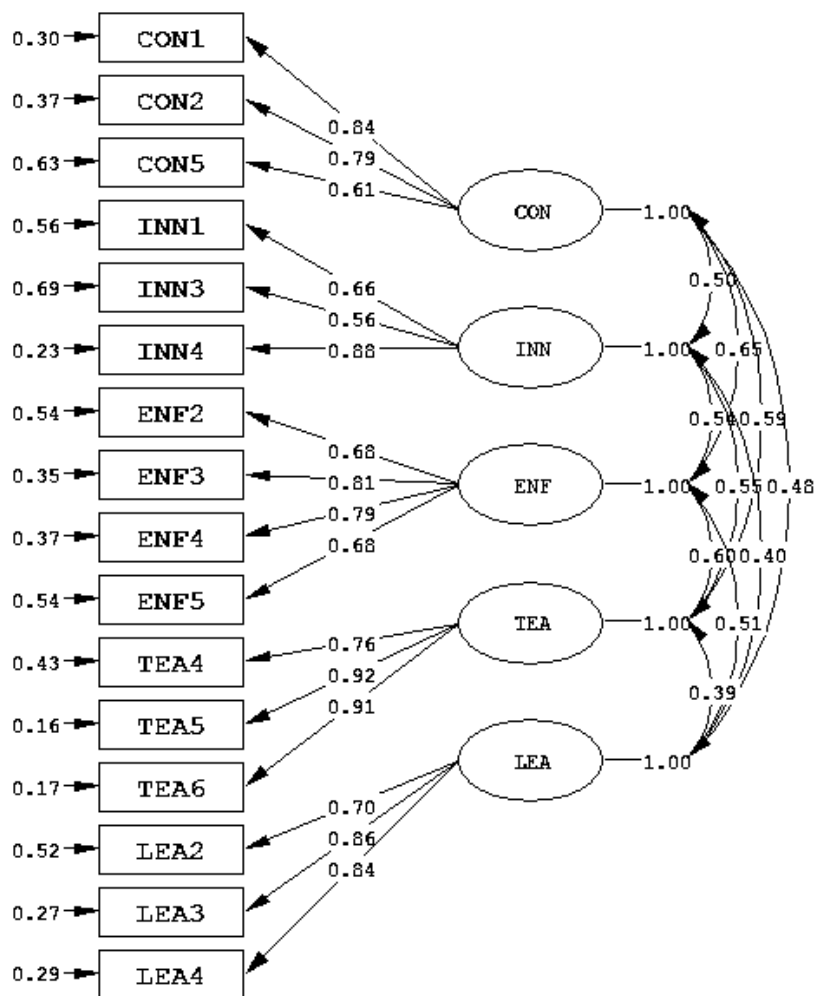 0.30 CON1
0.37 CON2
0.84
0.79
0.63 CON5
0.61
CON 1.00
0.56 INN1
0.50
0.69 INN3
0.66
0.56
INN 1.00 0.65
0.23 INN4
0.88
0.54 ENF2
0.54 0.59
0.68
0.35 ENF3
0.81
ENF 1.00 0.55 0.48
0.79
0.37 ENF4
0.68
0.60 0.40
0.54 ENF5
TEA 1.00 0.51
0.76
0.43 TEA4
0.92
0.91
0.39
0.16 TEA5
LEA 1.00
0.17 TEA6
0.70
0.86
0.52 LEA2
0.84
0.27 LEA3
0.29 LEA4